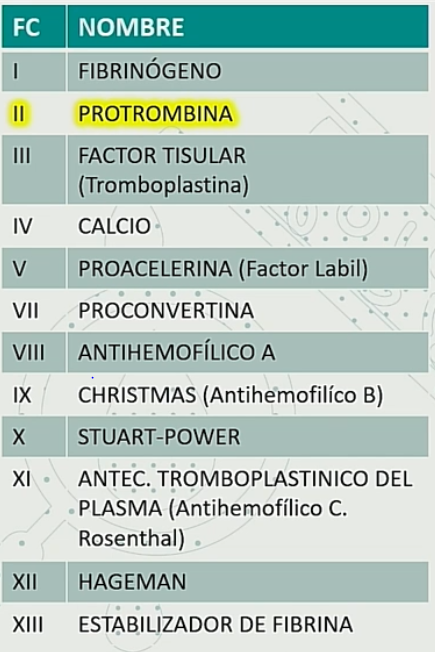 FC NOMBRE
I FIBRINÓGENO
II PROTROMBINA
III FACTOR TISULAR
(Tromboplastina)
IV CALCIO
V PROACELERINA (Factor Labil)
VII PROCONVERTINA
VIII ANTIHEMOFÍLICO A
IX CHRISTMAS (Antihemofilíco B)
X STUART-POWER
XI ANTEC. TROMBOPLASTINICO DEL
PLASMA (Antihemofílico C.
Rosenthal)
XII HAGEMAN
XIII ESTABILIZADOR DE FIBRINA